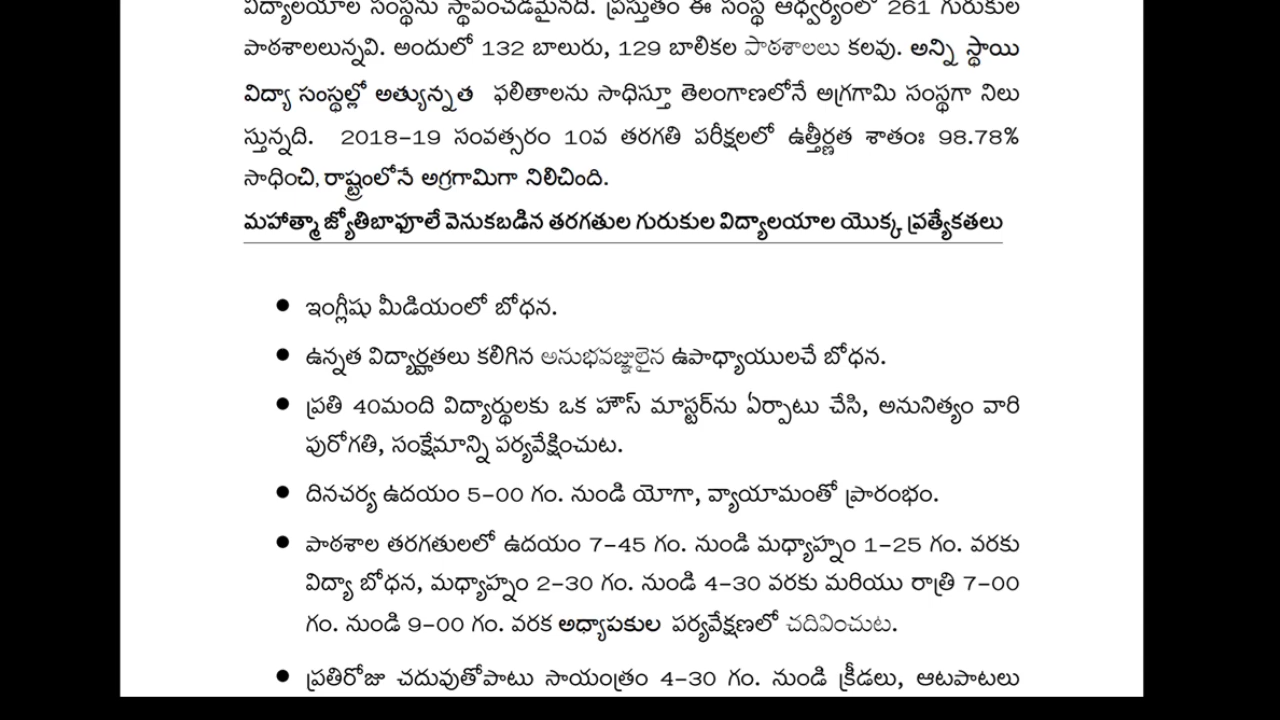 విద్యాలయాల సంస్థను స్థాపించడమైనది. ప్రస్తుతం ఈ సంస్థ ఆధ్వర్యంలో 261 గురుకుల
పాఠశాలలున్నవి. అందులో 132 బాలురు, 129 బాలికల పాఠశాలలు కలవు. అన్ని స్థాయి
విద్యా సంస్థల్లో అత్యున్నత ఫలితాలను సాధిస్తూ తెలంగాణలోనే అగ్రగామి సంస్థగా నిలు
స్తున్నది. 2018-19 సంవత్సరం 10వ తరగతి పరీక్షలలో ఉత్తీర్ణత శాతంః 98.78%
సాధించి, రాష్ట్రంలోనే అగ్రగామిగా నిలిచింది.
మహాత్మా జ్యోతిబాఫూలే వెనుకబడిన తరగతుల గురుకుల విద్యాలయాల యొక్క ప్రత్యేకతలు
● ఇంగ్లీషు మీడియంలో బోధన.
● ఉన్నత విద్యార్హతలు కలిగిన అనుభవజ్ఞులైన ఉపాధ్యాయులచే బోధన.
● ప్రతి 40మంది విద్యార్థులకు ఒక హౌస్ మాస్టర్‌ను ఏర్పాటు చేసి, అనునిత్యం వారి
పురోగతి, సంక్షేమాన్ని పర్యవేక్షించుట.
● దినచర్య ఉదయం 5-00 గం. నుండి యోగా, వ్యాయామంతో ప్రారంభం.
● పాఠశాల తరగతులలో ఉదయం 7-45 గం. నుండి మధ్యాహ్నం 1-25 గం. వరకు
విద్యా బోధన, మధ్యాహ్నం 2-30 గం. నుండి 4-30 వరకు మరియు రాత్రి 7-00
గం. నుండి 9-00 గం. వరక అధ్యాపకుల పర్యవేక్షణలో చదివించుట.
● ప్రతిరోజు చదువుతోపాటు సాయంత్రం 4-30 గం. నుండి క్రీడలు, ఆటపాటలు